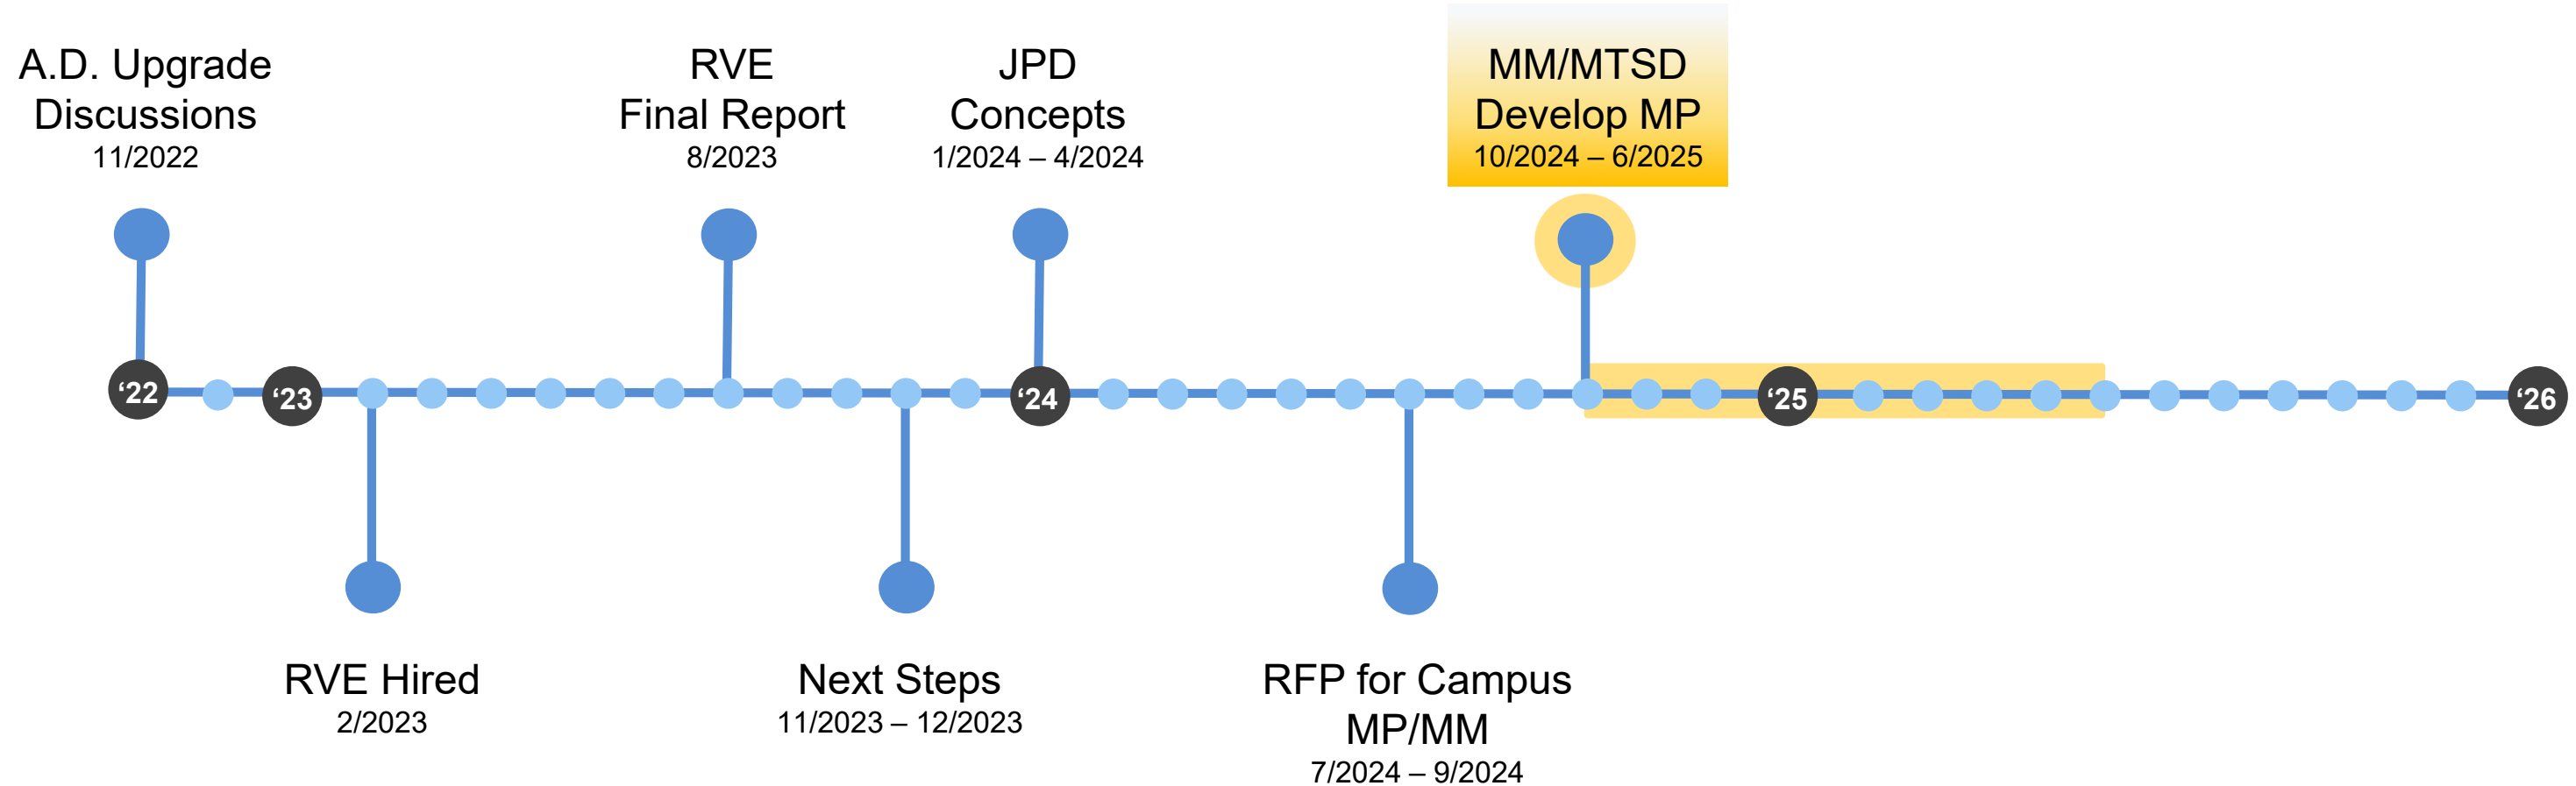 A.D. Upgrade
Discussions
11/2022
RVE
Final Report
8/2023
JPD
Concepts
1/2024 – 4/2024
MM/MTSD
Develop MP
10/2024 – 6/2025
‘22
‘23
‘24
‘25
‘26
RVE Hired
2/2023
Next Steps
11/2023 – 12/2023
RFP for Campus
MP/MM
7/2024 – 9/2024